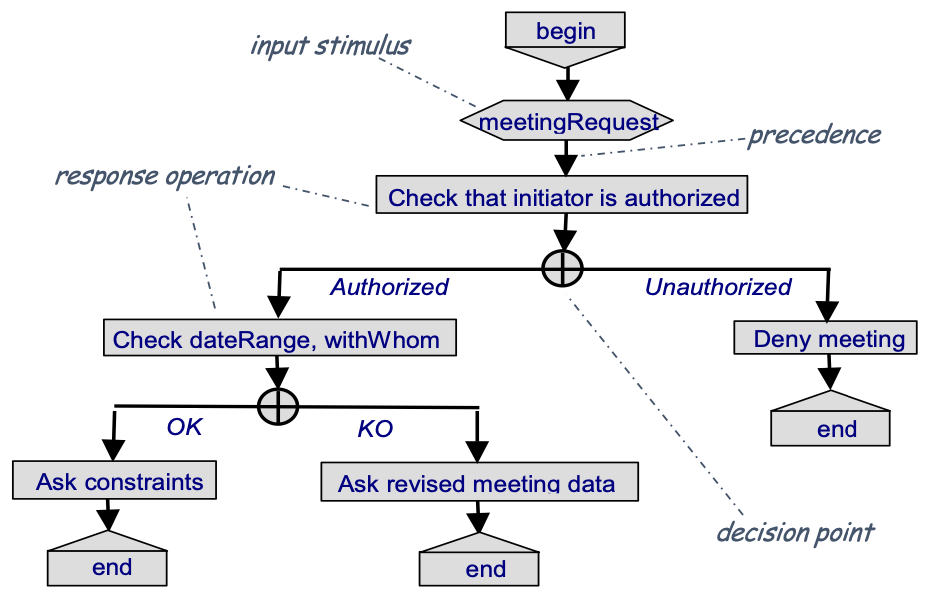 begin
input stimulus
meetingRequest
precedence
response operation
Check that initiator is authorized
Authorized
Unauthorized
Check dateRange, withWhom
Deny meeting
OK
KO
end
Ask constraints
Ask revised meeting data
decision point
end
end